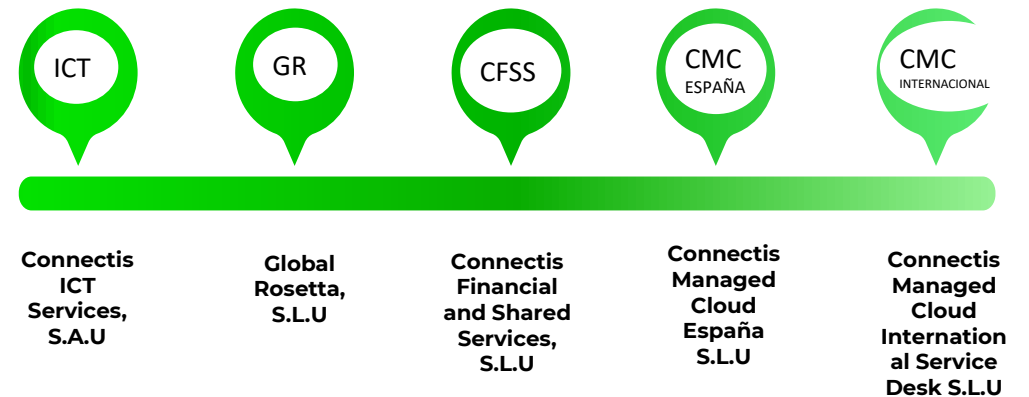 ICT
GR
CFSS
CMC
ESPAÑA
CMC
INTERNACIONAL
Connectis
ICT
Services,
S.A.U
Global
Rosetta,
S.L.U
Connectis
Financial
and Shared
Services,
S.L.U
Connectis
Managed
Cloud
España
S.L.U
Connectis
Managed
Cloud
Internation
al Service
Desk S.L.U